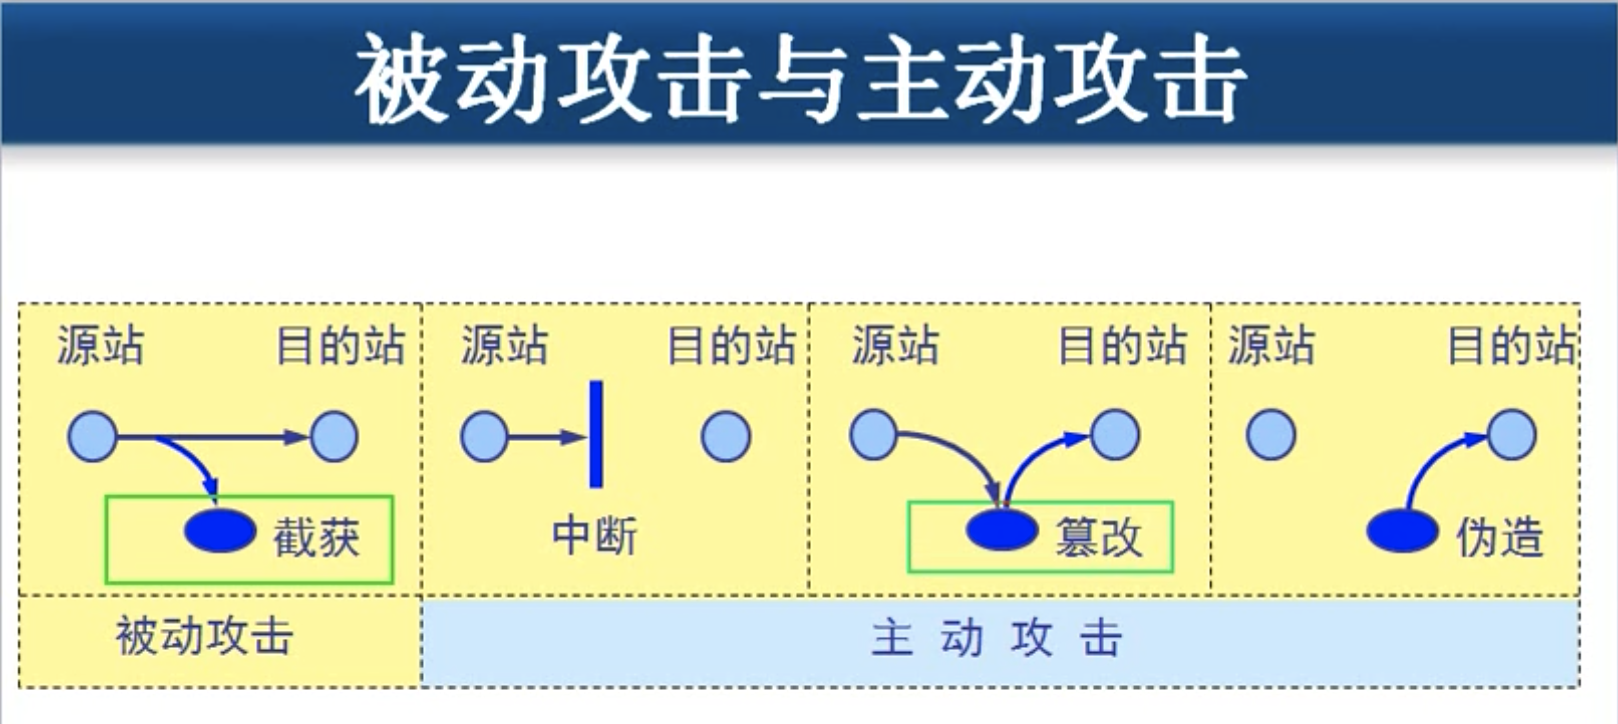 被动攻击与主动攻击
源站 目的站 源站 目的站 源站 目的站 源站 目的站
截获 中断 篡改 伪造
被动攻击 主动攻击